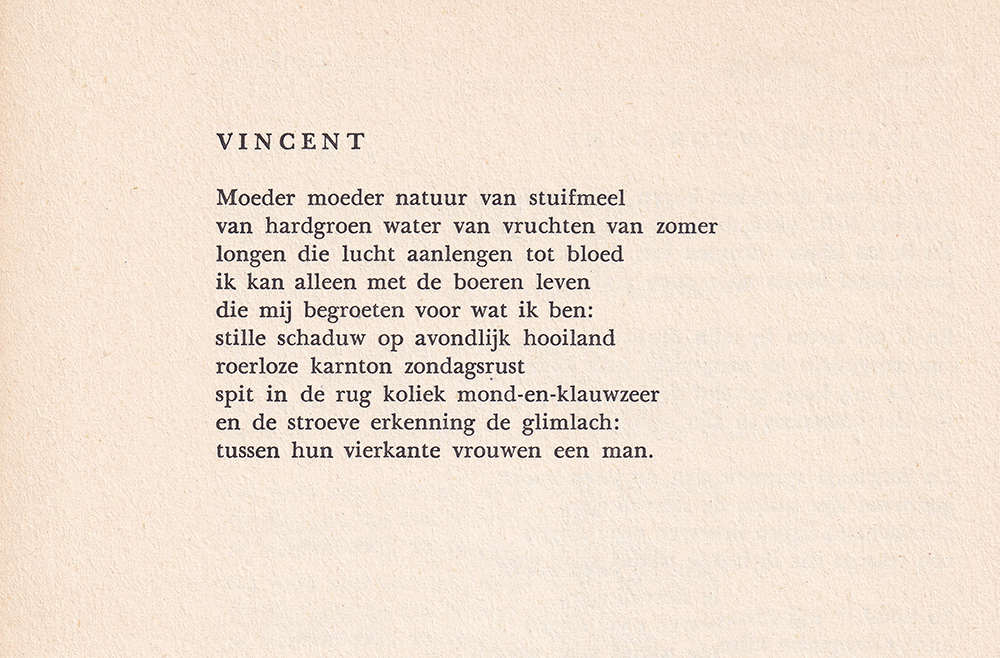 VINCENT
Moeder moeder natuur van stuifmeel
van hardgroen water van vruchten van zomer
longen die lucht aanlengen tot bloed
ik kan alleen met de boeren leven
die mij begroeten voor wat ik ben:
stille schaduw op avondlijk hooiland
roerloze karnton zondagsrust
spit in de rug koliek mond-en-klauwzeer
en de stroeve erkenning de glimlach:
tussen hun vierkante vrouwen een man.